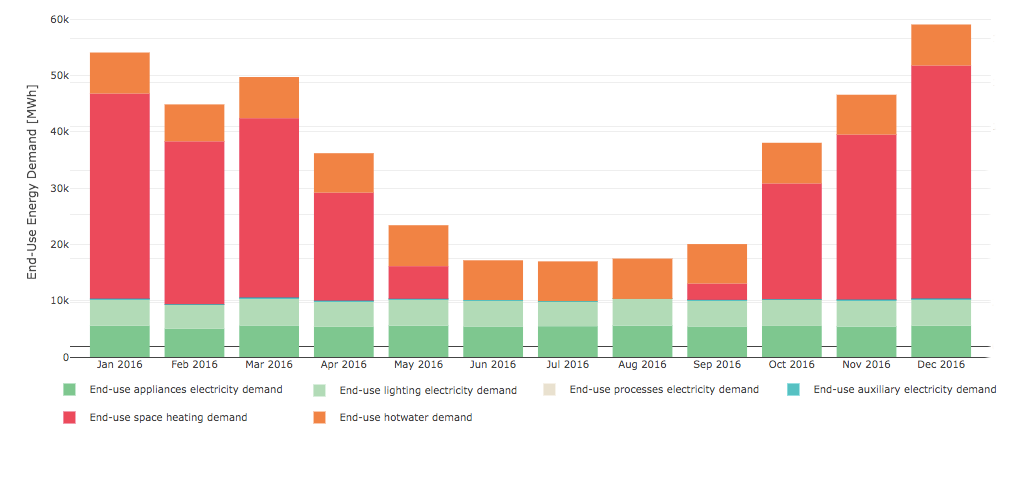 60k
50k
40k
30k
20k
10k
0
End-Use Energy Demand [MWh]
Jan 2016 Feb 2016 Mar 2016 Apr 2016 May 2016 Jun 2016 Jul 2016 Aug 2016 Sep 2016 Oct 2016 Nov 2016 Dec 2016
End-use appliances electricity demand End-use lighting electricity demand End-use processes electricity demand End-use auxiliary electricity demand
End-use space heating demand End-use hotwater demand